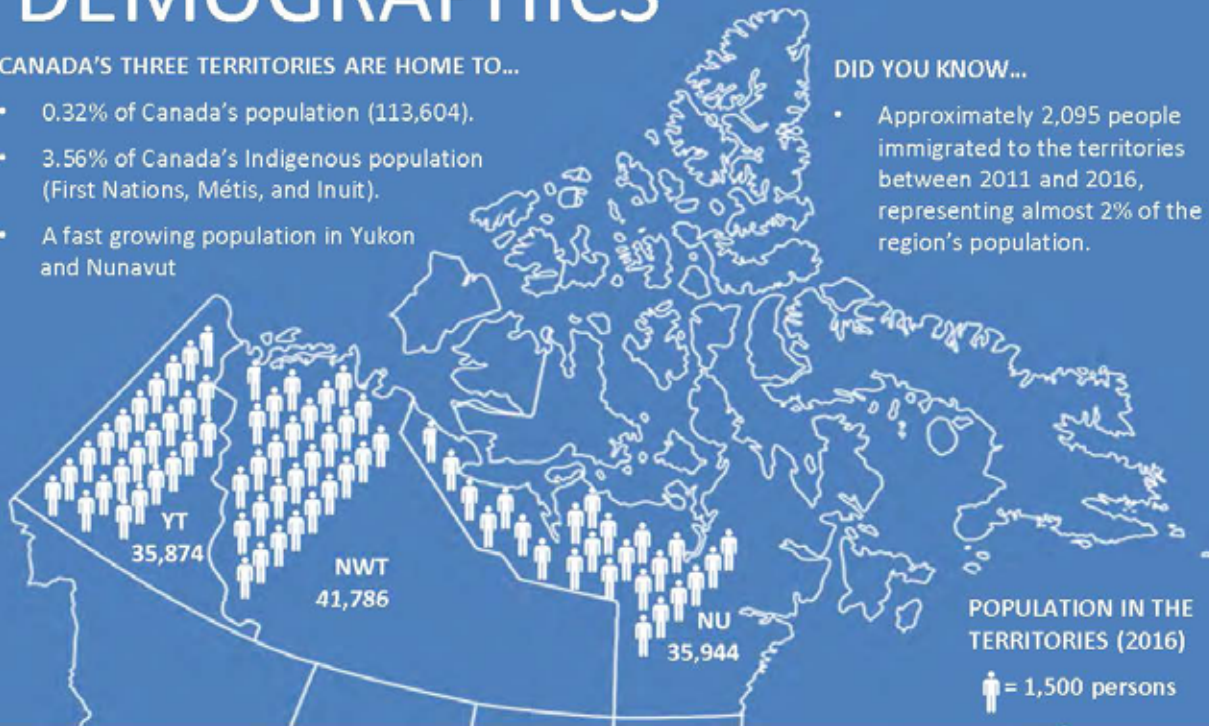 DEMOGRAPHICS
CANADA'S THREE TERRITORIES ARE HOME TO...
• 0.32% of Canada's population (113,604).
• 3.56% of Canada's Indigenous population
(First Nations, Métis, and Inuit).
• A fast growing population in Yukon
and Nunavut
DID YOU KNOW...
• Approximately 2,095 people
immigrated to the territories
between 2011 and 2016,
representing almost 2% of the
region's population.
YT
35,874
NWT
41,786
NU
35,944
POPULATION IN THE
TERRITORIES (2016)
= 1,500 persons